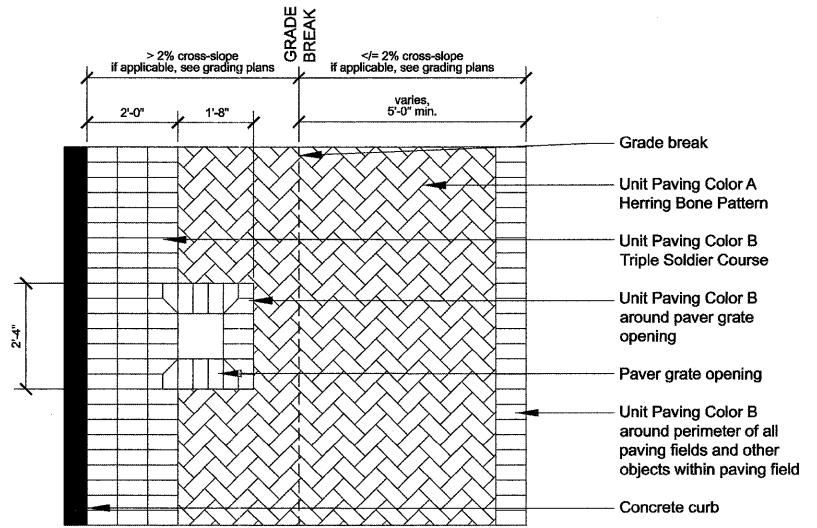 GRADE
BREAK
> 2% cross-slope
if applicable, see grading plans
</= 2% cross-slope
if applicable, see grading plans
2'-0"
1'-8"
varies,
5'-0" min.
Grade break
Unit Paving Color A
Herring Bone Pattern
Unit Paving Color B
Triple Soldier Course
Unit Paving Color B
around paver grate
opening
2'-4"
Paver grate opening
Unit Paving Color B
around perimeter of all
paving fields and other
objects within paving field
Concrete curb